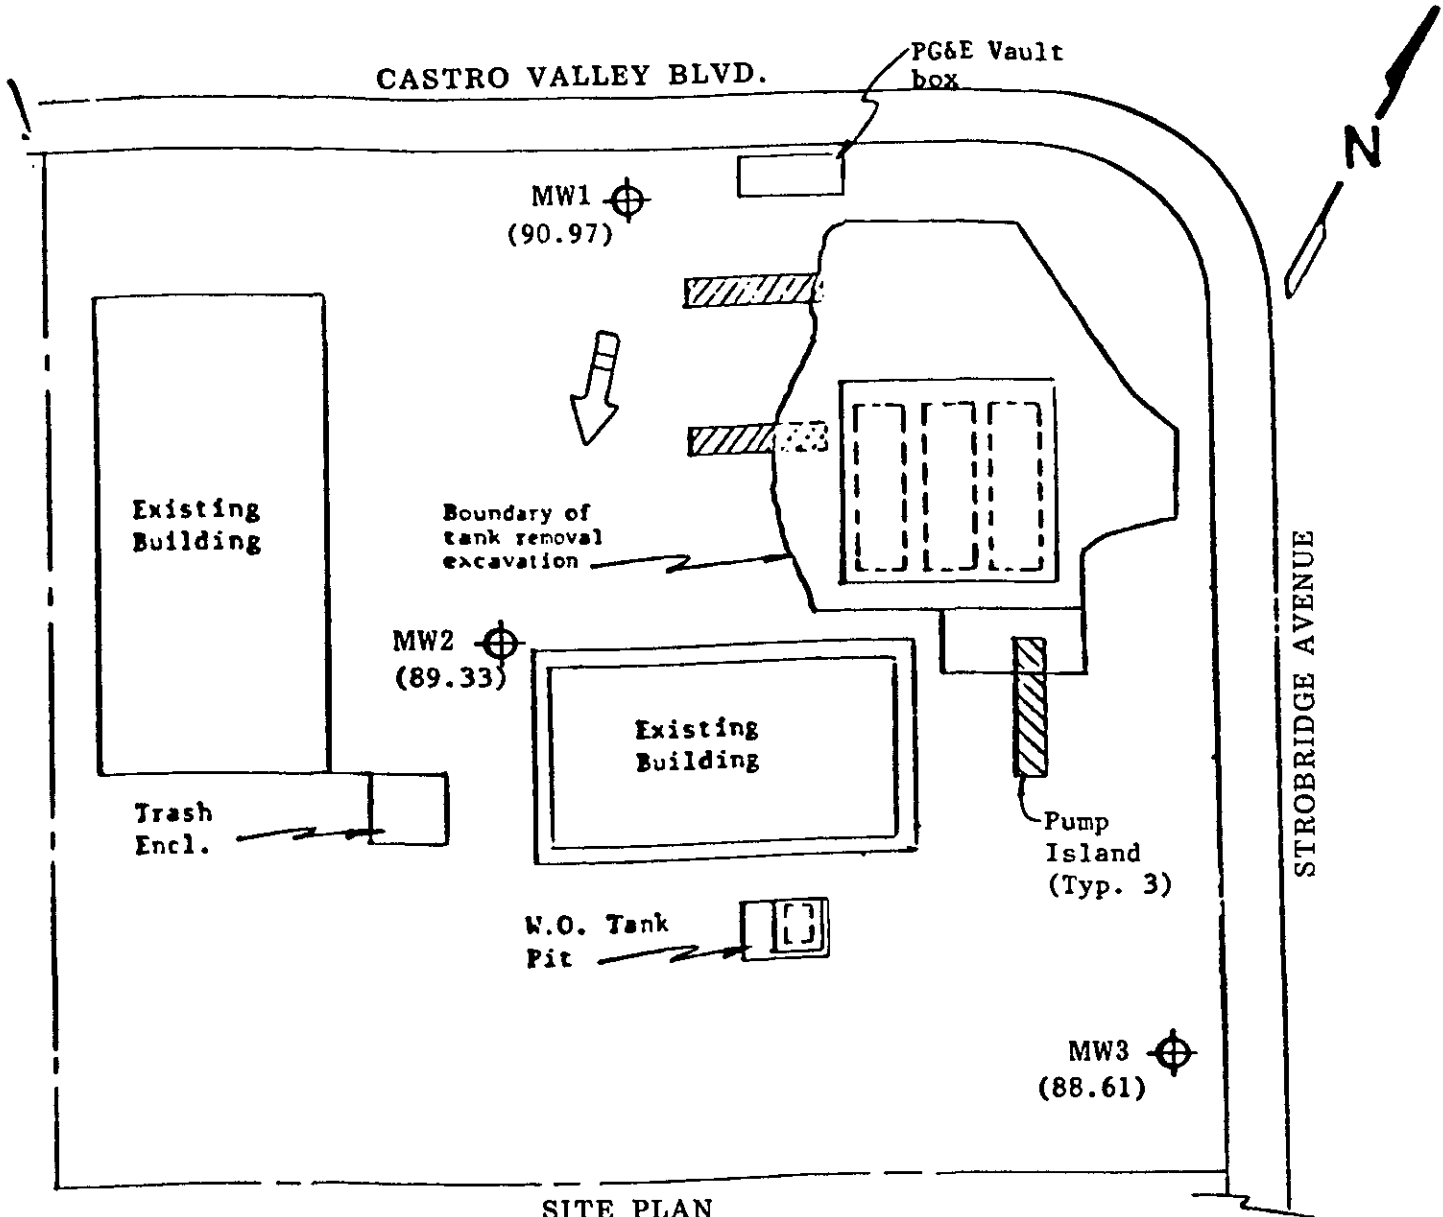 CASTRO VALLEY BLVD.
PG&E Vault
box
N
MW1
(90.97)
Existing
Building
Boundary of
tank removal
excavation
MW2
(89.33)
Existing
Building
STROBRIDGE AVENUE
Trash
Encl.
Pump
Island
(Typ. 3)
W.O. Tank
Pit
MW3
(88.61)
SITE PLAN